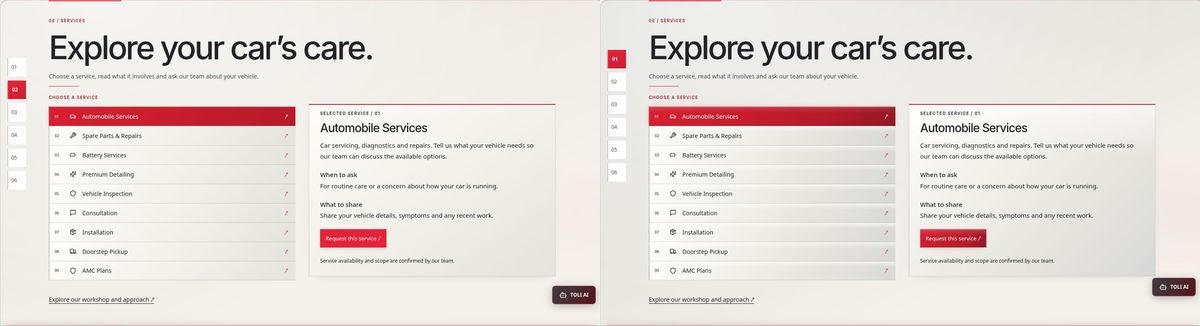 02 / SERVICES
Explore your car's care.
Choose a service, read what it involves and ask our team about your vehicle.
01
02
03
04
05
06
CHOOSE A SERVICE
01 Automobile Services ↗
02 Spare Parts & Repairs ↗
03 Battery Services ↗
04 Premium Detailing ↗
05 Vehicle Inspection ↗
06 Consultation ↗
07 Installation ↗
08 Doorstep Pickup ↗
09 AMC Plans ↗
Explore our workshop and approach ↗
SELECTED SERVICE / 01
Automobile Services
Car servicing, diagnostics and repairs. Tell us what your vehicle needs so
our team can discuss the available options.
When to ask
For routine care or a concern about how your car is running.
What to share
Share your vehicle details, symptoms and any recent work.
Request this service ↗
Service availability and scope are confirmed by our team.
TOLI AI
02 / SERVICES
Explore your car's care.
Choose a service, read what it involves and ask our team about your vehicle.
01
02
03
04
05
06
CHOOSE A SERVICE
01 Automobile Services ↗
02 Spare Parts & Repairs ↗
03 Battery Services ↗
04 Premium Detailing ↗
05 Vehicle Inspection ↗
06 Consultation ↗
07 Installation ↗
08 Doorstep Pickup ↗
09 AMC Plans ↗
Explore our workshop and approach ↗
SELECTED SERVICE / 01
Automobile Services
Car servicing, diagnostics and repairs. Tell us what your vehicle needs so
our team can discuss the available options.
When to ask
For routine care or a concern about how your car is running.
What to share
Share your vehicle details, symptoms and any recent work.
Request this service ↗
Service availability and scope are confirmed by our team.
TOLI AI